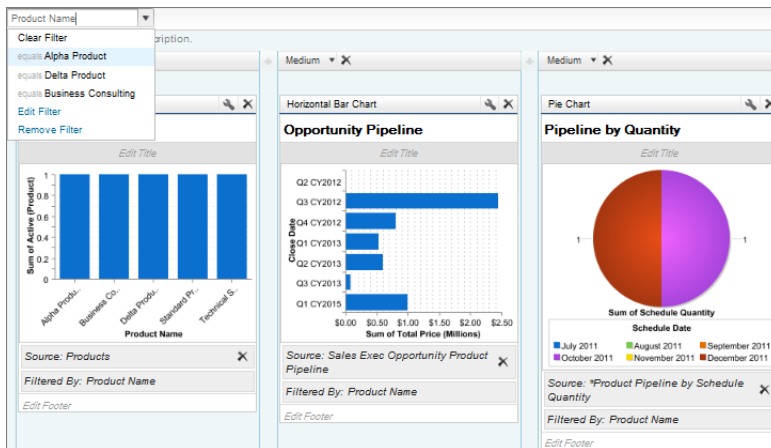 Product Name
Clear Filter
equals Alpha Product
equals Delta Product
equals Business Consulting
Edit Filter
Remove Filter
cription.
Medium
Medium
Horizontal Bar Chart
Pie Chart
Opportunity Pipeline
Pipeline by Quantity
Edit Title
Edit Title
Edit Title
Sum of Active (Product)
1
0.8
0.6
0.4
0.2
0
Alpha Produ..
Business Co..
Delta Produ..
Standard Pr..
Technical S..
Product Name
Close Date
Q2 CY2012
Q3 CY2012
Q4 CY2012
Q1 CY2013
Q2 CY2013
Q3 CY2013
Q1 CY2015
$0.00 $0.50 $1.00 $1.50 $2.00 $2.50
Sum of Total Price (Millions)
1
1
Sum of Schedule Quantity
Schedule Date
July 2011 August 2011 September 2011
October 2011 November 2011 December 2011
Source: Products
Filtered By: Product Name
Edit Footer
Source: Sales Exec Opportunity Product
Pipeline
Filtered By: Product Name
Edit Footer
Source: *Product Pipeline by Schedule
Quantity
Filtered By: Product Name
Edit Footer